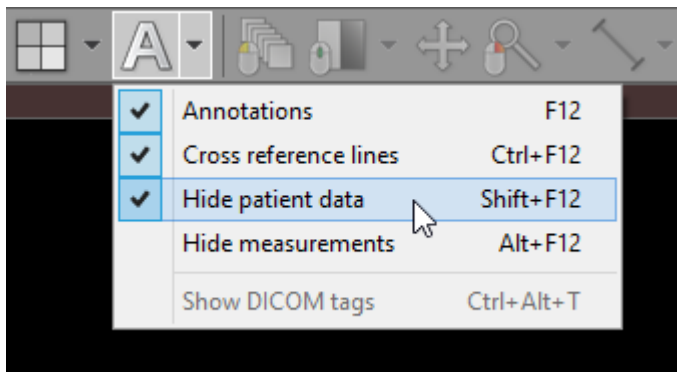 A
Annotations F12
Cross reference lines Ctrl+F12
Hide patient data Shift+F12
Hide measurements Alt+F12
Show DICOM tags Ctrl+Alt+T